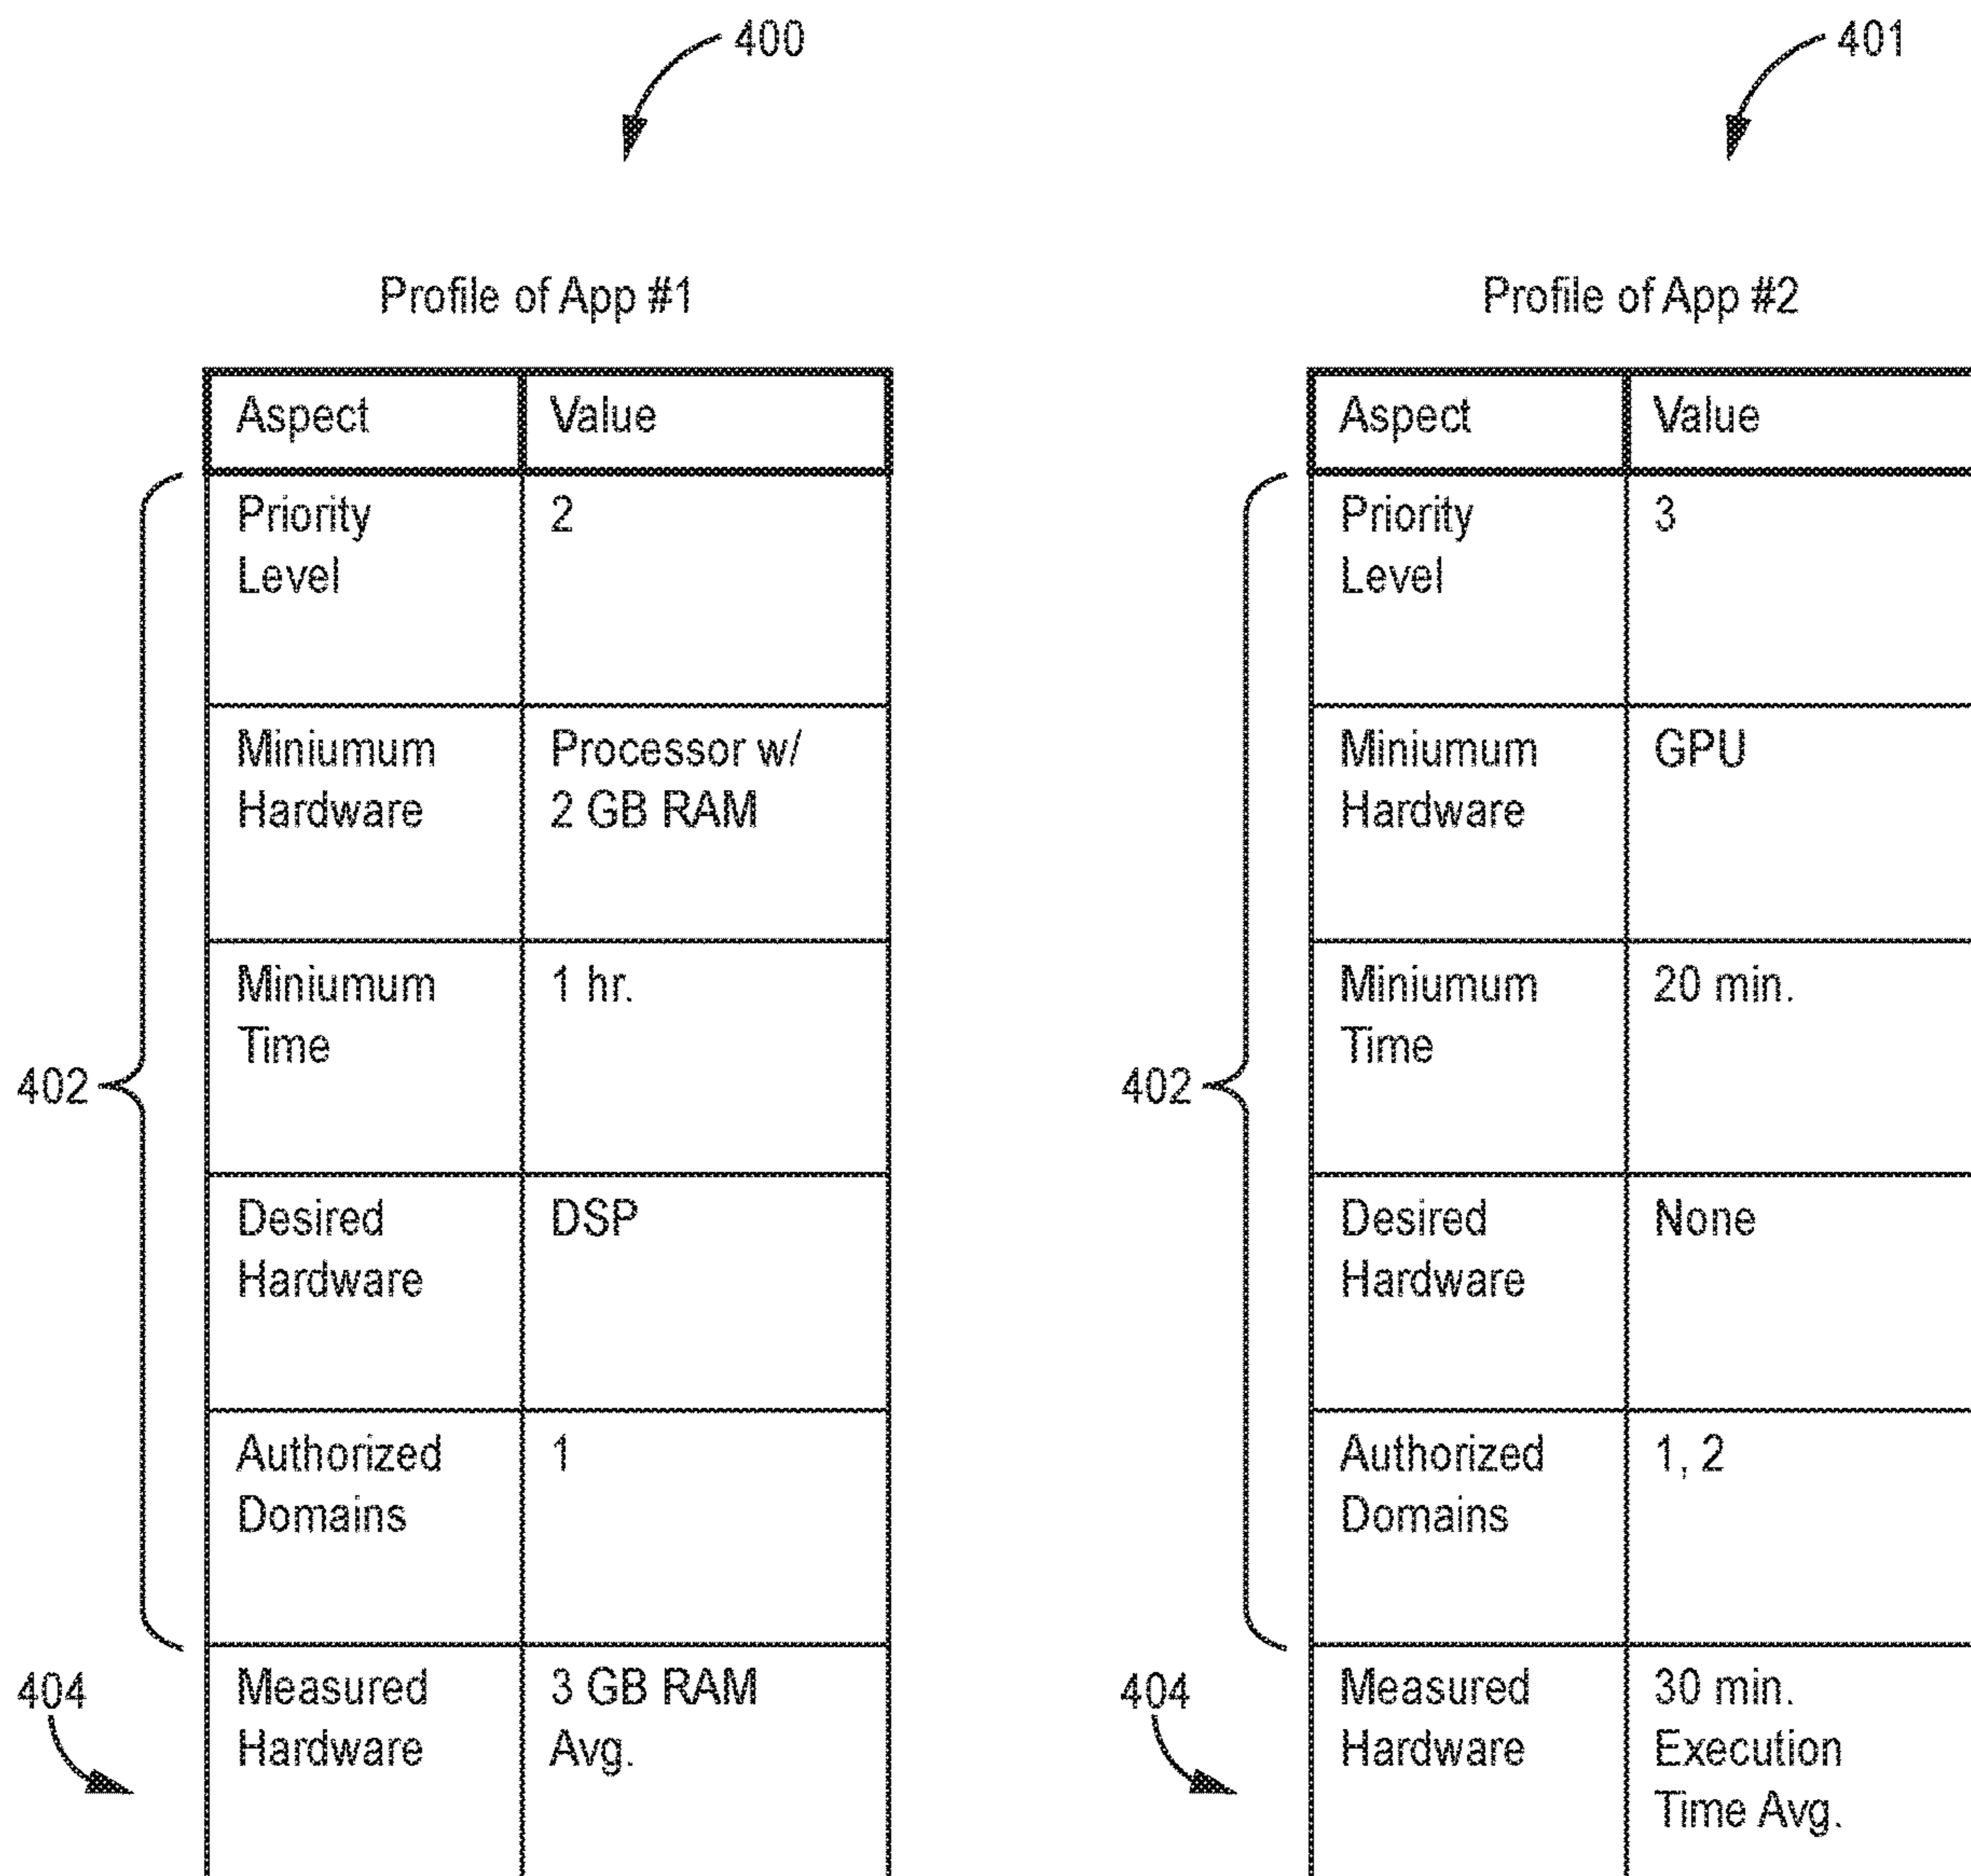 400
Profile of App #1
Aspect
Value
Priority
Level
2
Miniumum
Hardware
Processor w/
2 GB RAM
Miniumum
Time
1 hr.
Desired
Hardware
DSP
Authorized
Domains
1
Measured
Hardware
3 GB RAM
Avg.
402
404
401
Profile of App #2
Aspect
Value
Priority
Level
3
Miniumum
Hardware
GPU
Miniumum
Time
20 min.
Desired
Hardware
None
Authorized
Domains
1, 2
Measured
Hardware
30 min.
Execution
Time Avg.
402
404